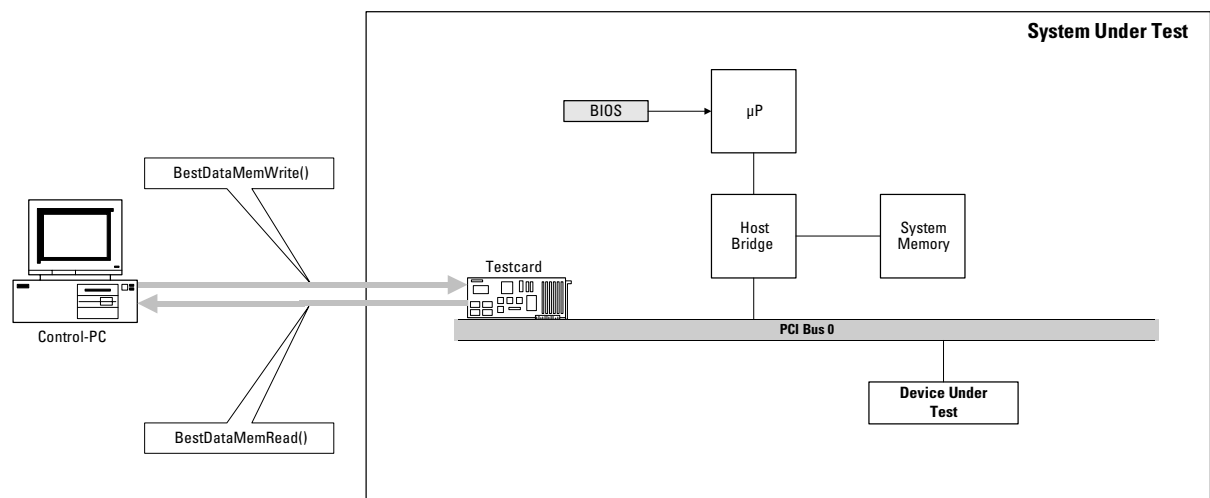 System Under Test
BIOS
µP
BestDataMemWrite()
Host
Bridge
System
Memory
Testcard
Control-PC
PCI Bus 0
Device Under
Test
BestDataMemRead()